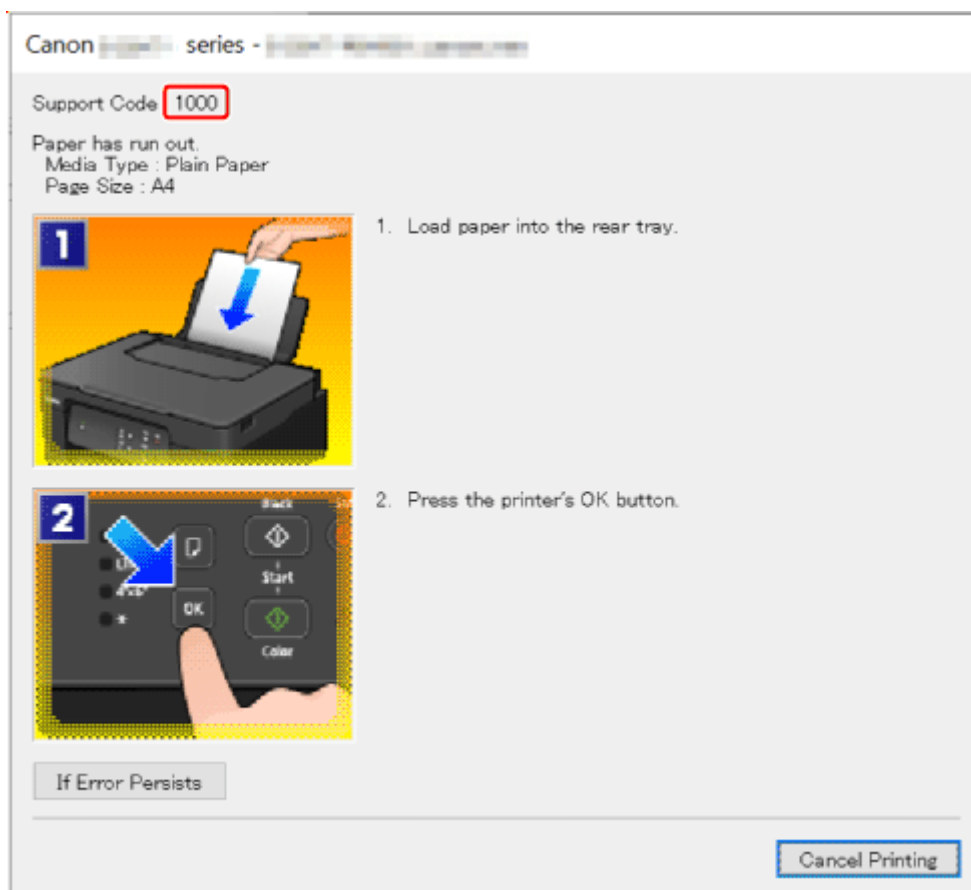 Canon series -
Support Code 1000
Paper has run out.
Media Type : Plain Paper
Page Size : A4
1
1. Load paper into the rear tray.
2
2. Press the printer's OK button.
Black
Start
OK
Color
If Error Persists
Cancel Printing